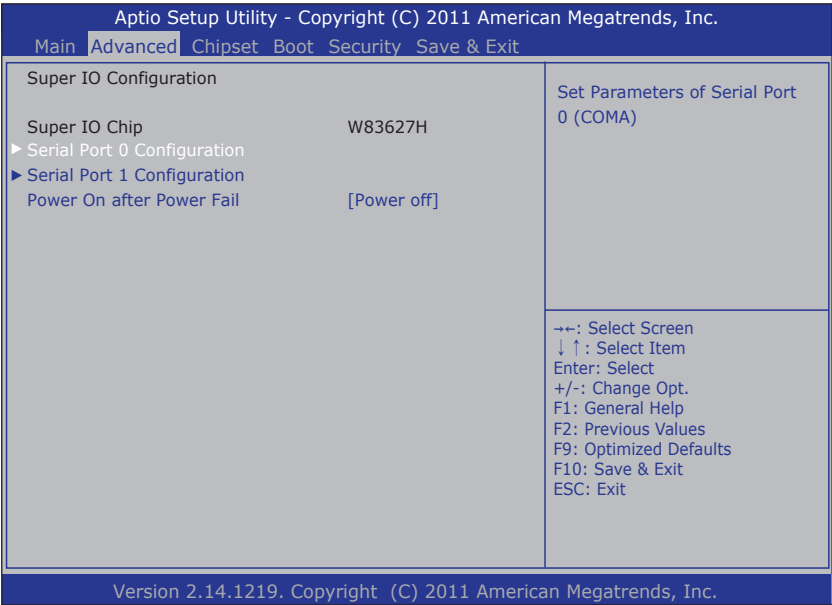 Aptio Setup Utility - Copyright (C) 2011 American Megatrends, Inc.
Main Advanced Chipset Boot Security Save & Exit
Super IO Configuration
Super IO Chip W83627H
▶ Serial Port 0 Configuration
▶ Serial Port 1 Configuration
Power On after Power Fail [Power off]
Set Parameters of Serial Port
0 (COMA)
→←: Select Screen
↓↑: Select Item
Enter: Select
+/-: Change Opt.
F1: General Help
F2: Previous Values
F9: Optimized Defaults
F10: Save & Exit
ESC: Exit
Version 2.14.1219. Copyright (C) 2011 American Megatrends, Inc.